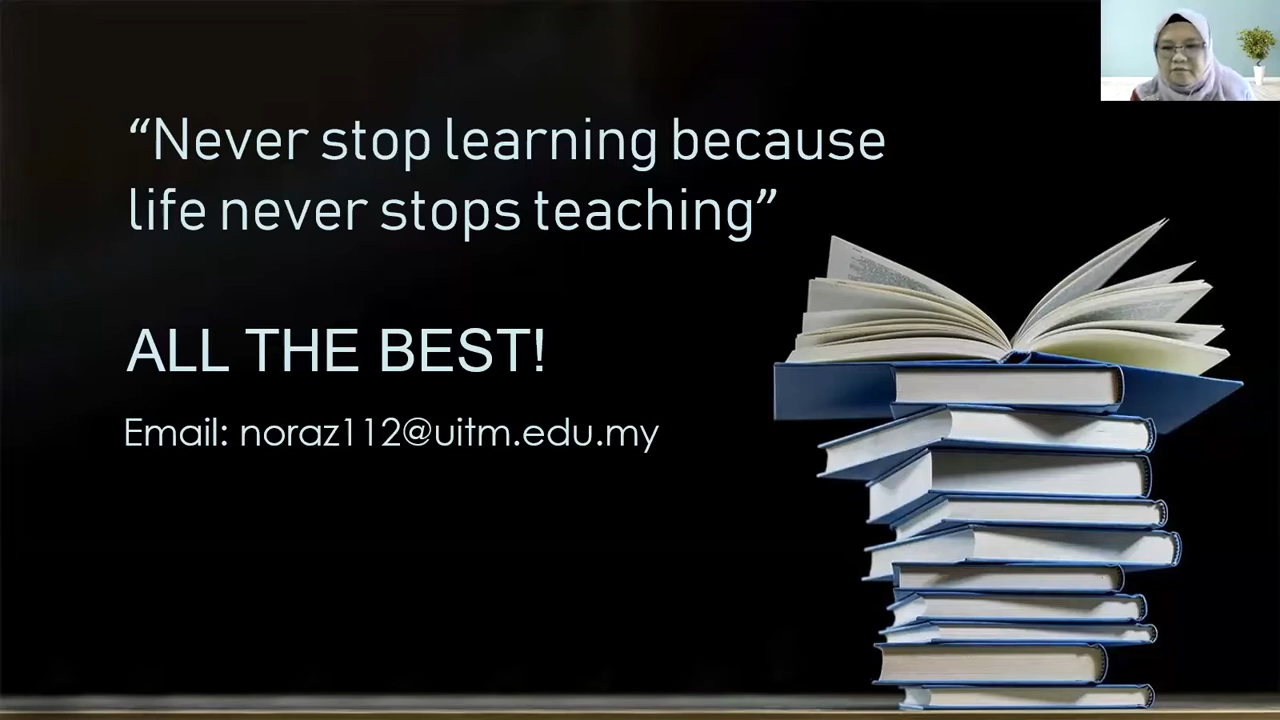 “Never stop learning because
life never stops teaching”
ALL THE BEST!
Email: noraz112@uitm.edu.my